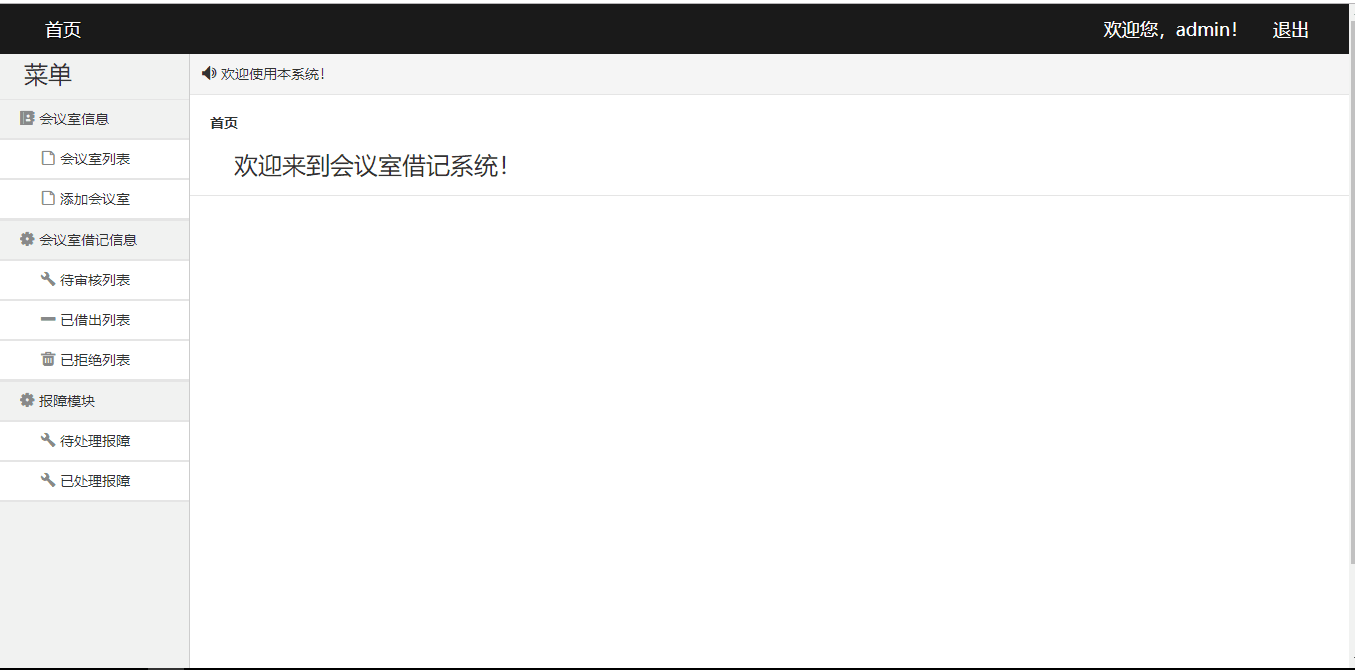 首页
欢迎您，admin！
退出
菜单
会议室信息
会议室列表
添加会议室
会议室借记信息
待审核列表
已借出列表
已拒绝列表
报障模块
待处理报障
已处理报障
欢迎使用本系统！
首页
欢迎来到会议室借记系统！